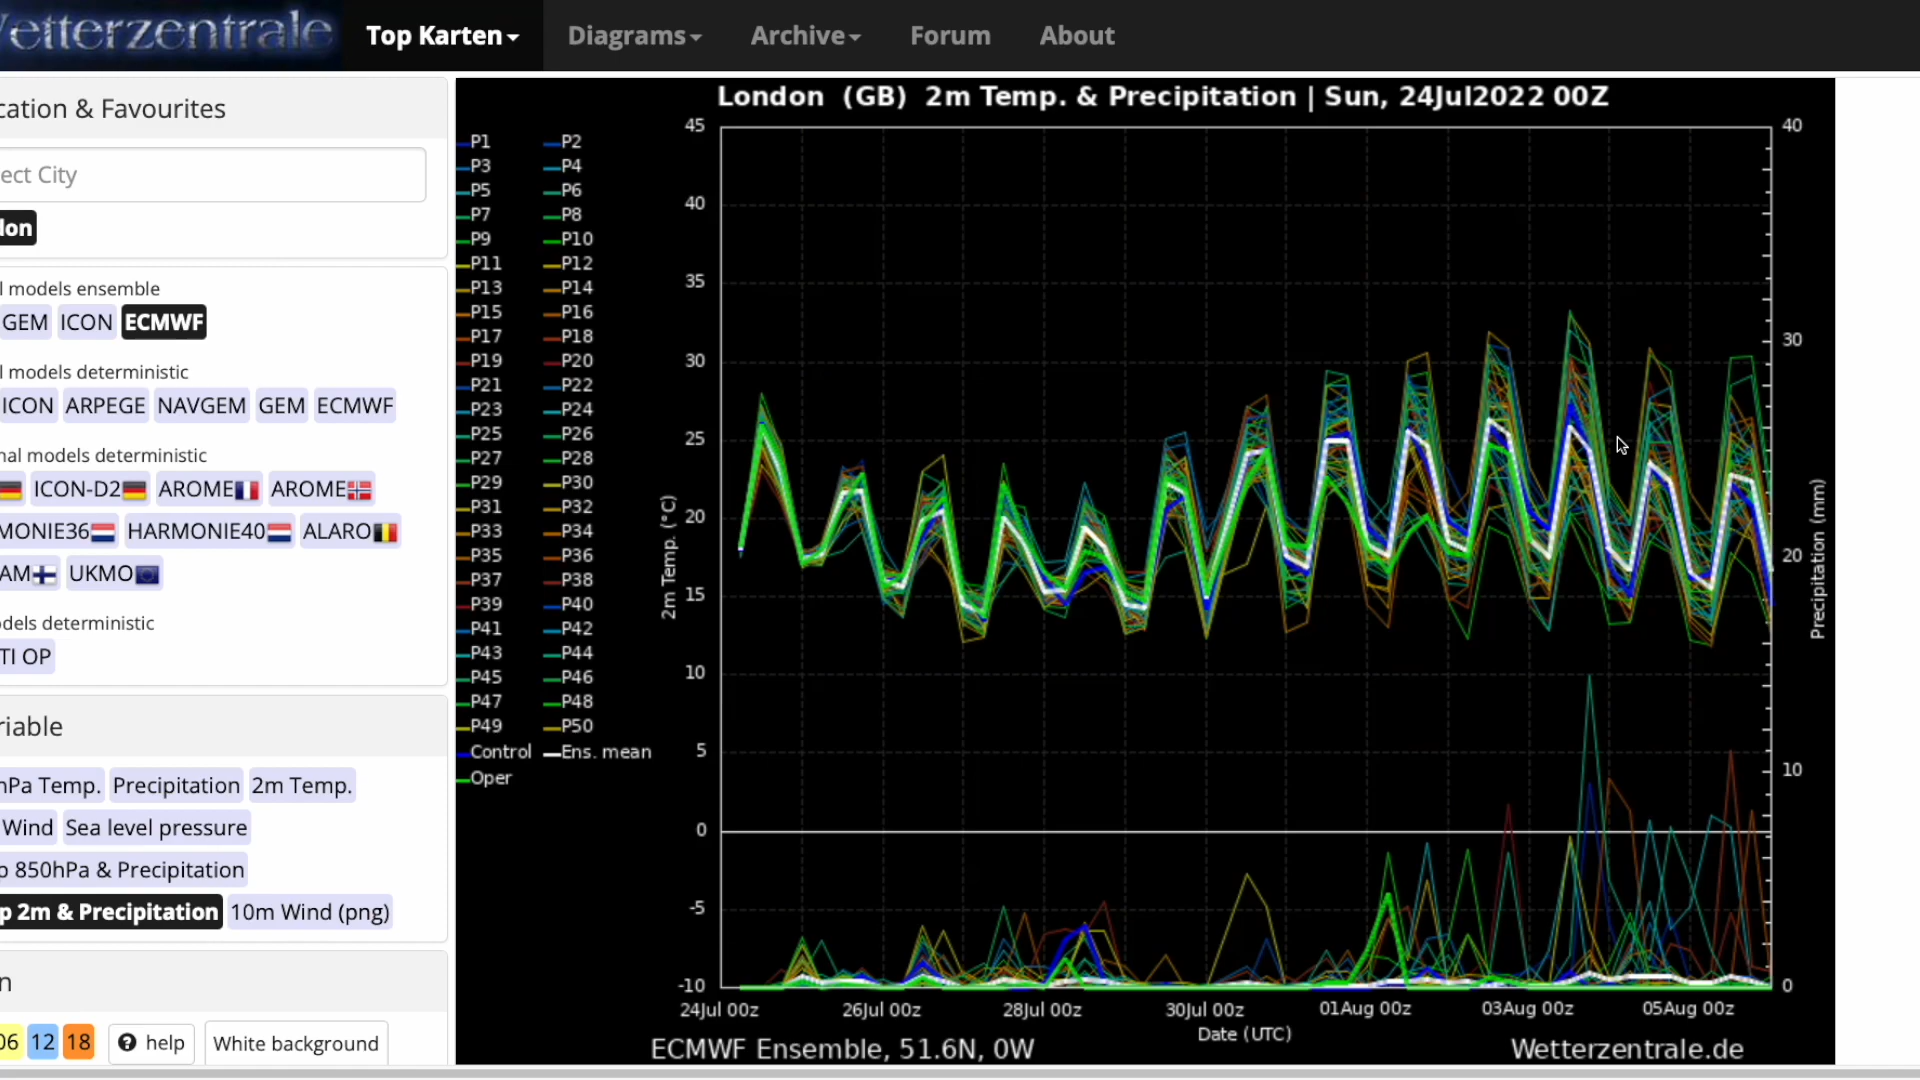 etterzentrale
Top Karten
Diagrams
Archive
Forum
About
cation & Favourites
ect City
don
l models ensemble
GEM ICON ECMWF
l models deterministic
ICON ARPEGE NAVGEM GEM ECMWF
nal models deterministic
ICON-D2 AROME AROME
MONIE36 HARMONIE40 ALARO
AM UKMO
odels deterministic
TI OP
riable
hPa Temp. Precipitation 2m Temp.
Wind Sea level pressure
p 850hPa & Precipitation
p 2m & Precipitation 10m Wind (png)
n
06 12 18 help White background
London (GB) 2m Temp. & Precipitation | Sun, 24Jul2022 00Z
P1 P2
P3 P4
P5 P6
P7 P8
P9 P10
P11 P12
P13 P14
P15 P16
P17 P18
P19 P20
P21 P22
P23 P24
P25 P26
P27 P28
P29 P30
P31 P32
P33 P34
P35 P36
P37 P38
P39 P40
P41 P42
P43 P44
P45 P46
P47 P48
P49 P50
Control Ens. mean
Oper
2m Temp. (°C)
45
40
35
30
25
20
15
10
5
0
-5
-10
40
30
20
10
0
Precipitation (mm)
24Jul 00z 26Jul 00z 28Jul 00z 30Jul 00z 01Aug 00z 03Aug 00z 05Aug 00z
Date (UTC)
ECMWF Ensemble, 51.6N, 0W
Wetterzentrale.de